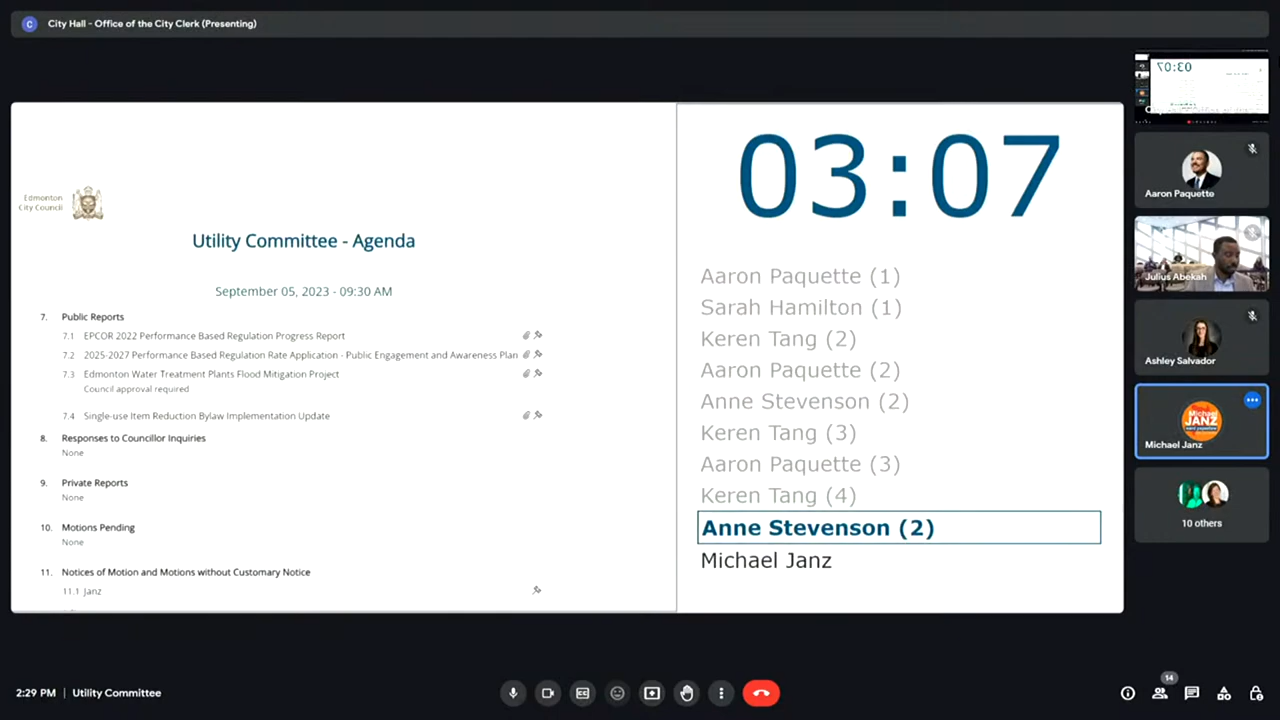 C City Hall - Office of the City Clerk (Presenting)
Edmonton
City Council
Utility Committee - Agenda
September 05, 2023 - 09:30 AM
7. Public Reports
7.1 EPCOR 2022 Performance Based Regulation Progress Report
7.2 2025-2027 Performance Based Regulation Rate Application - Public Engagement and Awareness Plan
7.3 Edmonton Water Treatment Plants Flood Mitigation Project
Council approval required
7.4 Single-use Item Reduction Bylaw Implementation Update
8. Responses to Councillor Inquiries
None
9. Private Reports
None
10. Motions Pending
None
11. Notices of Motion and Motions without Customary Notice
11.1 Janz
03:07
Aaron Paquette (1)
Sarah Hamilton (1)
Keren Tang (2)
Aaron Paquette (2)
Anne Stevenson (2)
Keren Tang (3)
Aaron Paquette (3)
Keren Tang (4)
Anne Stevenson (2)
Michael Janz
03:07
Aaron Paquette
Julius Abekah
Ashley Salvador
Michael
JANZ
Michael Janz
10 others
2:29 PM | Utility Committee
CC
14